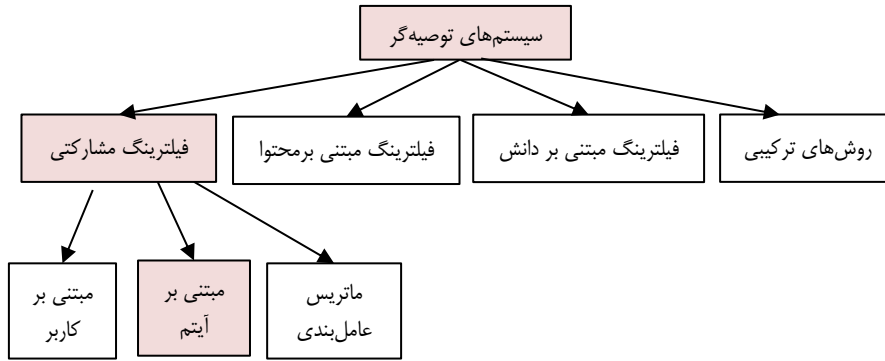 سیستم‌های توصیه‌گر
روش‌های ترکیبی
فیلترینگ مبتنی بر دانش
فیلترینگ مبتنی برمحتوا
فیلترینگ مشارکتی
ماتریس
عامل‌بندی
مبتنی بر
آیتم
مبتنی بر
کاربر